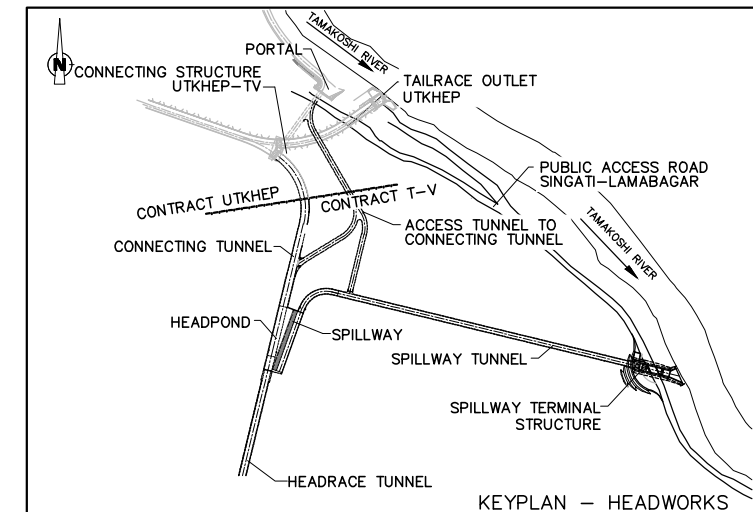 TAMAKOSHI RIVER
PORTAL
N
CONNECTING STRUCTURE
UTKHEP-TV
TAILRACE OUTLET
UTKHEP
PUBLIC ACCESS ROAD
SINGATI-LAMABAGAR
CONTRACT UTKHEP
CONTRACT T-V
TAMAKOSHI RIVER
ACCESS TUNNEL TO
CONNECTING TUNNEL
CONNECTING TUNNEL
HEADPOND
SPILLWAY
SPILLWAY TUNNEL
SPILLWAY TERMINAL
STRUCTURE
HEADRACE TUNNEL
KEYPLAN – HEADWORKS